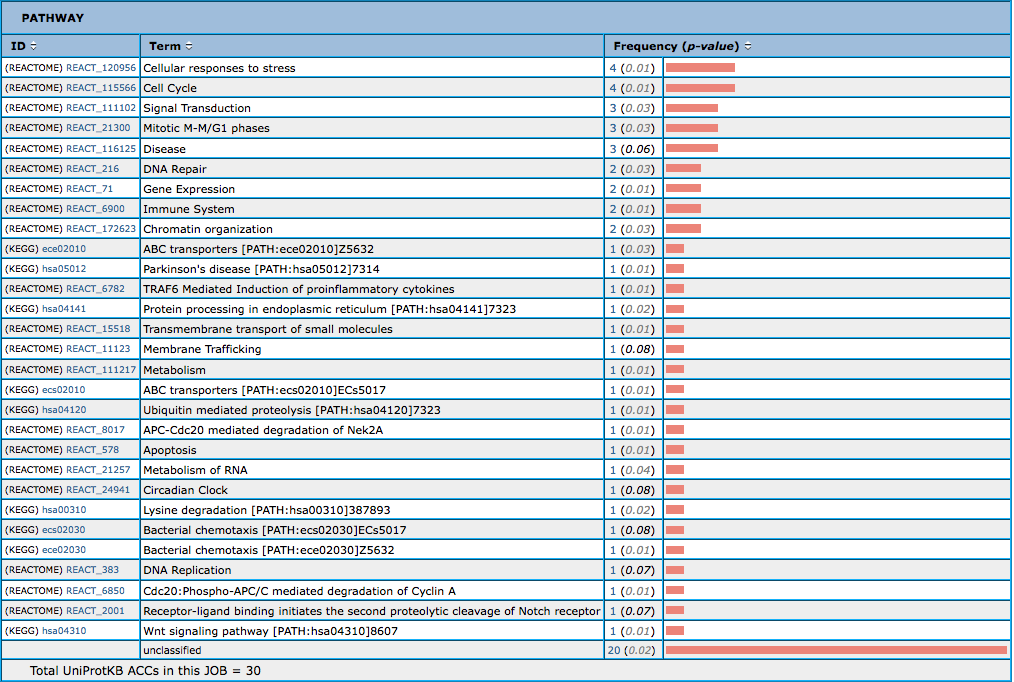 PATHWAY
ID Term Frequency (p-value)
(REACTOME) REACT_120956 Cellular responses to stress 4 (0.01)
(REACTOME) REACT_115566 Cell Cycle 4 (0.01)
(REACTOME) REACT_111102 Signal Transduction 3 (0.03)
(REACTOME) REACT_21300 Mitotic M-M/G1 phases 3 (0.03)
(REACTOME) REACT_116125 Disease 3 (0.06)
(REACTOME) REACT_216 DNA Repair 2 (0.03)
(REACTOME) REACT_71 Gene Expression 2 (0.01)
(REACTOME) REACT_6900 Immune System 2 (0.01)
(REACTOME) REACT_172623 Chromatin organization 2 (0.03)
(KEGG) ece02010 ABC transporters [PATH:ece02010]Z5632 1 (0.03)
(KEGG) hsa05012 Parkinson's disease [PATH:hsa05012]7314 1 (0.01)
(REACTOME) REACT_6782 TRAF6 Mediated Induction of proinflammatory cytokines 1 (0.01)
(KEGG) hsa04141 Protein processing in endoplasmic reticulum [PATH:hsa04141]7323 1 (0.02)
(REACTOME) REACT_15518 Transmembrane transport of small molecules 1 (0.01)
(REACTOME) REACT_11123 Membrane Trafficking 1 (0.08)
(REACTOME) REACT_111217 Metabolism 1 (0.01)
(KEGG) ecs02010 ABC transporters [PATH:ecs02010]ECs5017 1 (0.01)
(KEGG) hsa04120 Ubiquitin mediated proteolysis [PATH:hsa04120]7323 1 (0.01)
(REACTOME) REACT_8017 APC-Cdc20 mediated degradation of Nek2A 1 (0.01)
(REACTOME) REACT_578 Apoptosis 1 (0.01)
(REACTOME) REACT_21257 Metabolism of RNA 1 (0.04)
(REACTOME) REACT_24941 Circadian Clock 1 (0.08)
(KEGG) hsa00310 Lysine degradation [PATH:hsa00310]387893 1 (0.02)
(KEGG) ecs02030 Bacterial chemotaxis [PATH:ecs02030]ECs5017 1 (0.08)
(KEGG) ece02030 Bacterial chemotaxis [PATH:ece02030]Z5632 1 (0.01)
(REACTOME) REACT_383 DNA Replication 1 (0.07)
(REACTOME) REACT_6850 Cdc20:Phospho-APC/C mediated degradation of Cyclin A 1 (0.01)
(REACTOME) REACT_2001 Receptor-ligand binding initiates the second proteolytic cleavage of Notch receptor 1 (0.07)
(KEGG) hsa04310 Wnt signaling pathway [PATH:hsa04310]8607 1 (0.01)
unclassified 20 (0.02)
Total UniProtKB ACCs in this JOB = 30